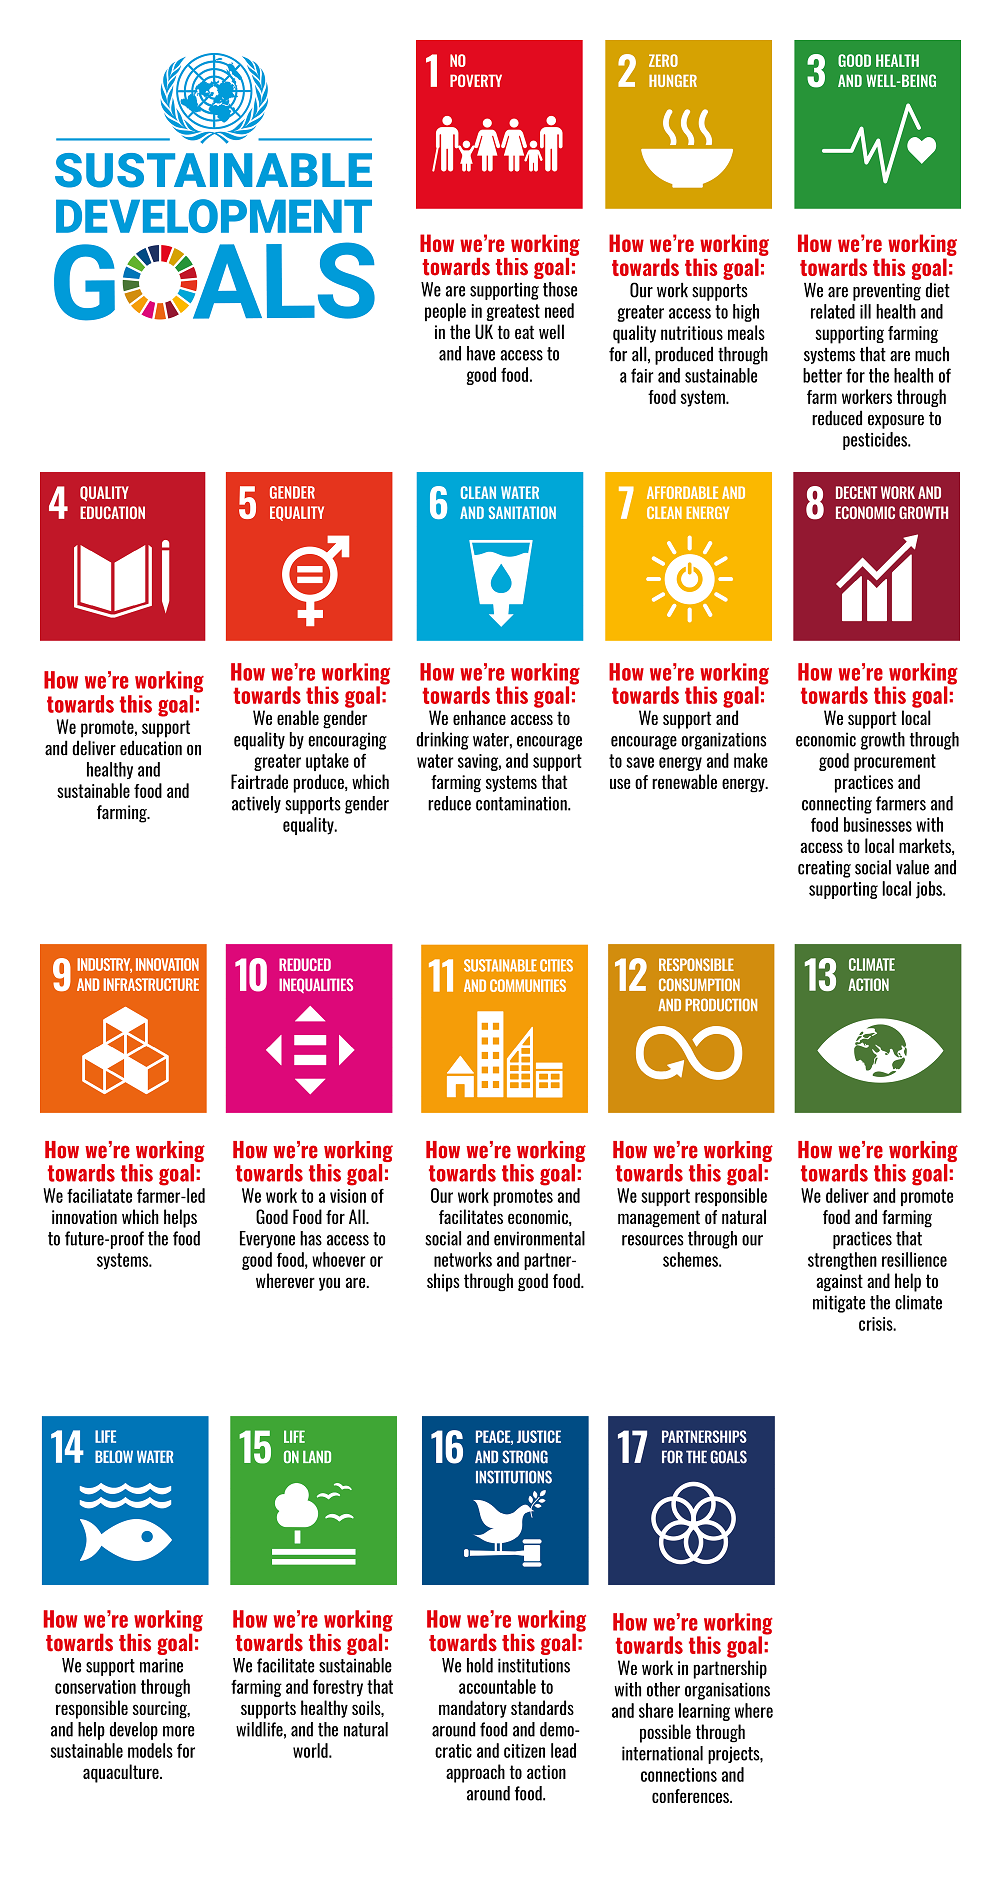 SUSTAINABLE
DEVELOPMENT
GOALS
1 NO
POVERTY
How we're working
towards this goal:
We are supporting those
people in greatest need
in the UK to eat well
and have access to
good food.
2 ZERO
HUNGER
How we're working
towards this goal:
Our work supports
greater access to high
quality nutritious meals
for all, produced through
a fair and sustainable
food system.
3 GOOD HEALTH
AND WELL-BEING
How we're working
towards this goal:
We are preventing diet
related ill health and
supporting farming
systems that are much
better for the health of
farm workers through
reduced exposure to
pesticides.
4 QUALITY
EDUCATION
How we're working
towards this goal:
We promote, support
and deliver education on
healthy and
sustainable food and
farming.
5 GENDER
EQUALITY
How we're working
towards this goal:
We enable gender
equality by encouraging
greater uptake of
Fairtrade produce, which
actively supports gender
equality.
6 CLEAN WATER
AND SANITATION
How we're working
towards this goal:
We enhance access to
drinking water, encourage
water saving, and support
farming systems that
reduce contamination.
7 AFFORDABLE AND
CLEAN ENERGY
How we're working
towards this goal:
We support and
encourage organizations
to save energy and make
use of renewable energy.
8 DECENT WORK AND
ECONOMIC GROWTH
How we're working
towards this goal:
We support local
economic growth through
good procurement
practices and
connecting farmers and
food businesses with
access to local markets,
creating social value and
supporting local jobs.
9 INDUSTRY, INNOVATION
AND INFRASTRUCTURE
How we're working
towards this goal:
We faciliatate farmer-led
innovation which helps
to future-proof the food
systems.
10 REDUCED
INEQUALITIES
How we're working
towards this goal:
We work to a vision of
Good Food for All.
Everyone has access to
good food, whoever or
wherever you are.
11 SUSTAINABLE CITIES
AND COMMUNITIES
How we're working
towards this goal:
Our work promotes and
facilitates economic,
social and environmental
networks and partner-
ships through good food.
12 RESPONSIBLE
CONSUMPTION
AND PRODUCTION
How we're working
towards this goal:
We support responsible
management of natural
resources through our
schemes.
13 CLIMATE
ACTION
How we're working
towards this goal:
We deliver and promote
food and farming
practices that
strengthen resillience
against and help to
mitigate the climate
crisis.
14 LIFE
BELOW WATER
How we're working
towards this goal:
We support marine
conservation through
responsible sourcing,
and help develop more
sustainable models for
aquaculture.
15 LIFE
ON LAND
How we're working
towards this goal:
We facilitate sustainable
farming and forestry that
supports healthy soils,
wildlife, and the natural
world.
16 PEACE, JUSTICE
AND STRONG
INSTITUTIONS
How we're working
towards this goal:
We hold institutions
accountable to
mandatory standards
around food and demo-
cratic and citizen lead
approach to action
around food.
17 PARTNERSHIPS
FOR THE GOALS
How we're working
towards this goal:
We work in partnership
with other organisations
and share learning where
possible through
international projects,
connections and
conferences.